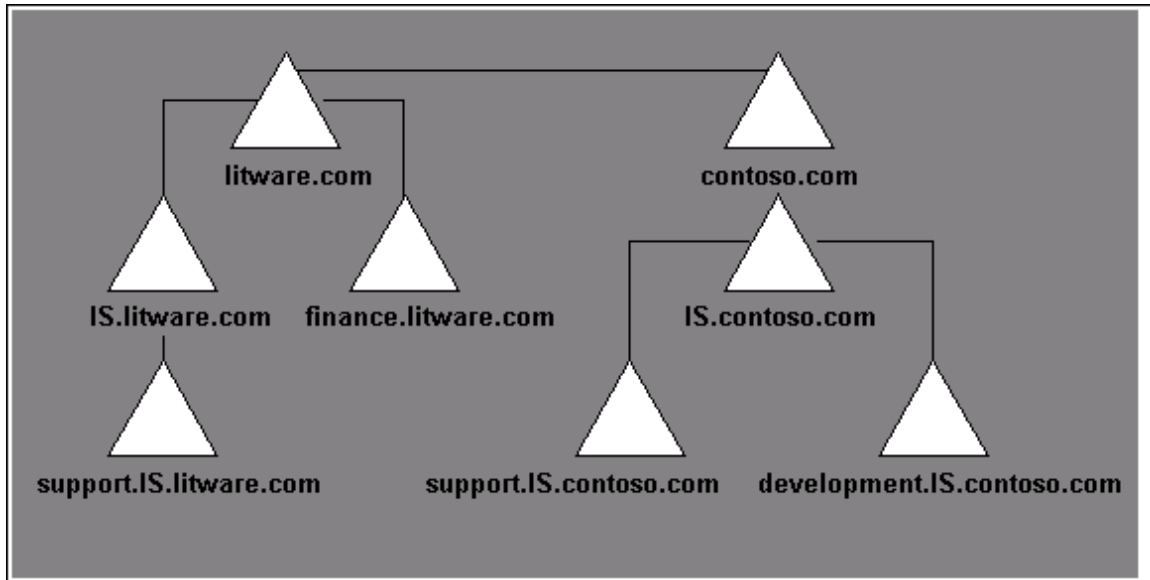 litware.com
contoso.com
IS.litware.com
finance.litware.com
IS.contoso.com
support.IS.litware.com
support.IS.contoso.com
development.IS.contoso.com